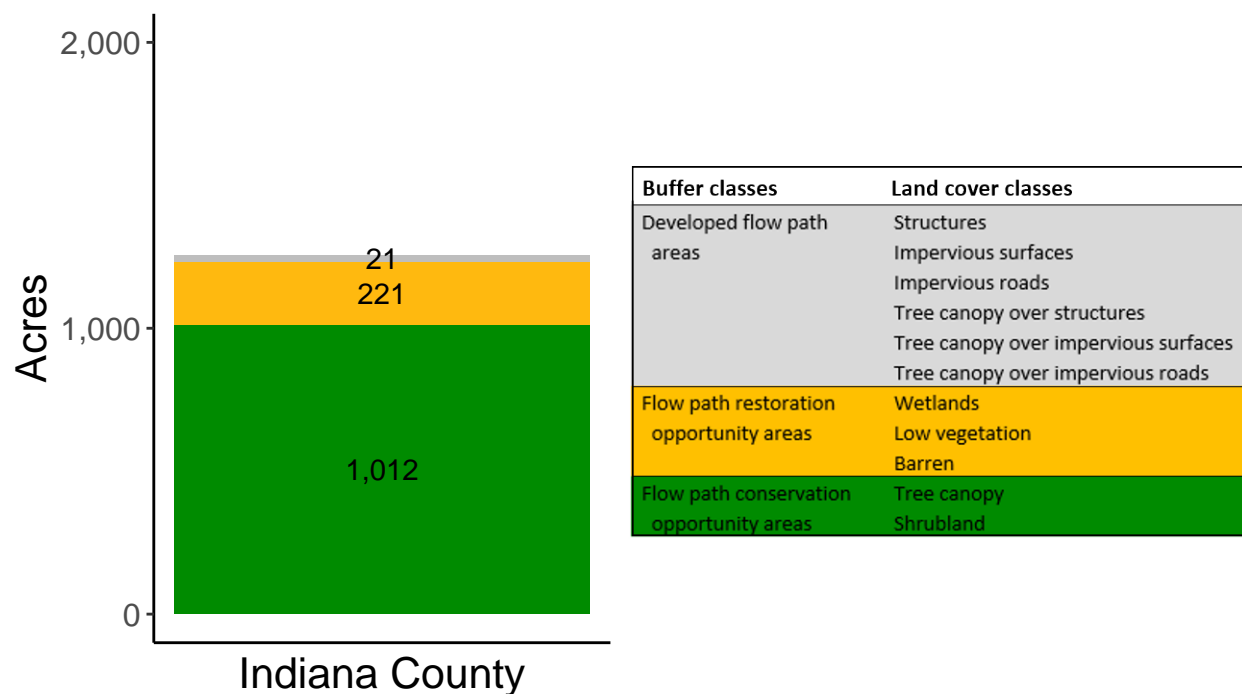 2,000
1,000
0
Acres
21
221
1,012
Indiana County
Buffer classes Land cover classes
Developed flow path Structures
areas Impervious surfaces
Impervious roads
Tree canopy over structures
Tree canopy over impervious surfaces
Tree canopy over impervious roads
Flow path restoration Wetlands
opportunity areas Low vegetation
Barren
Flow path conservation Tree canopy
opportunity areas Shrubland